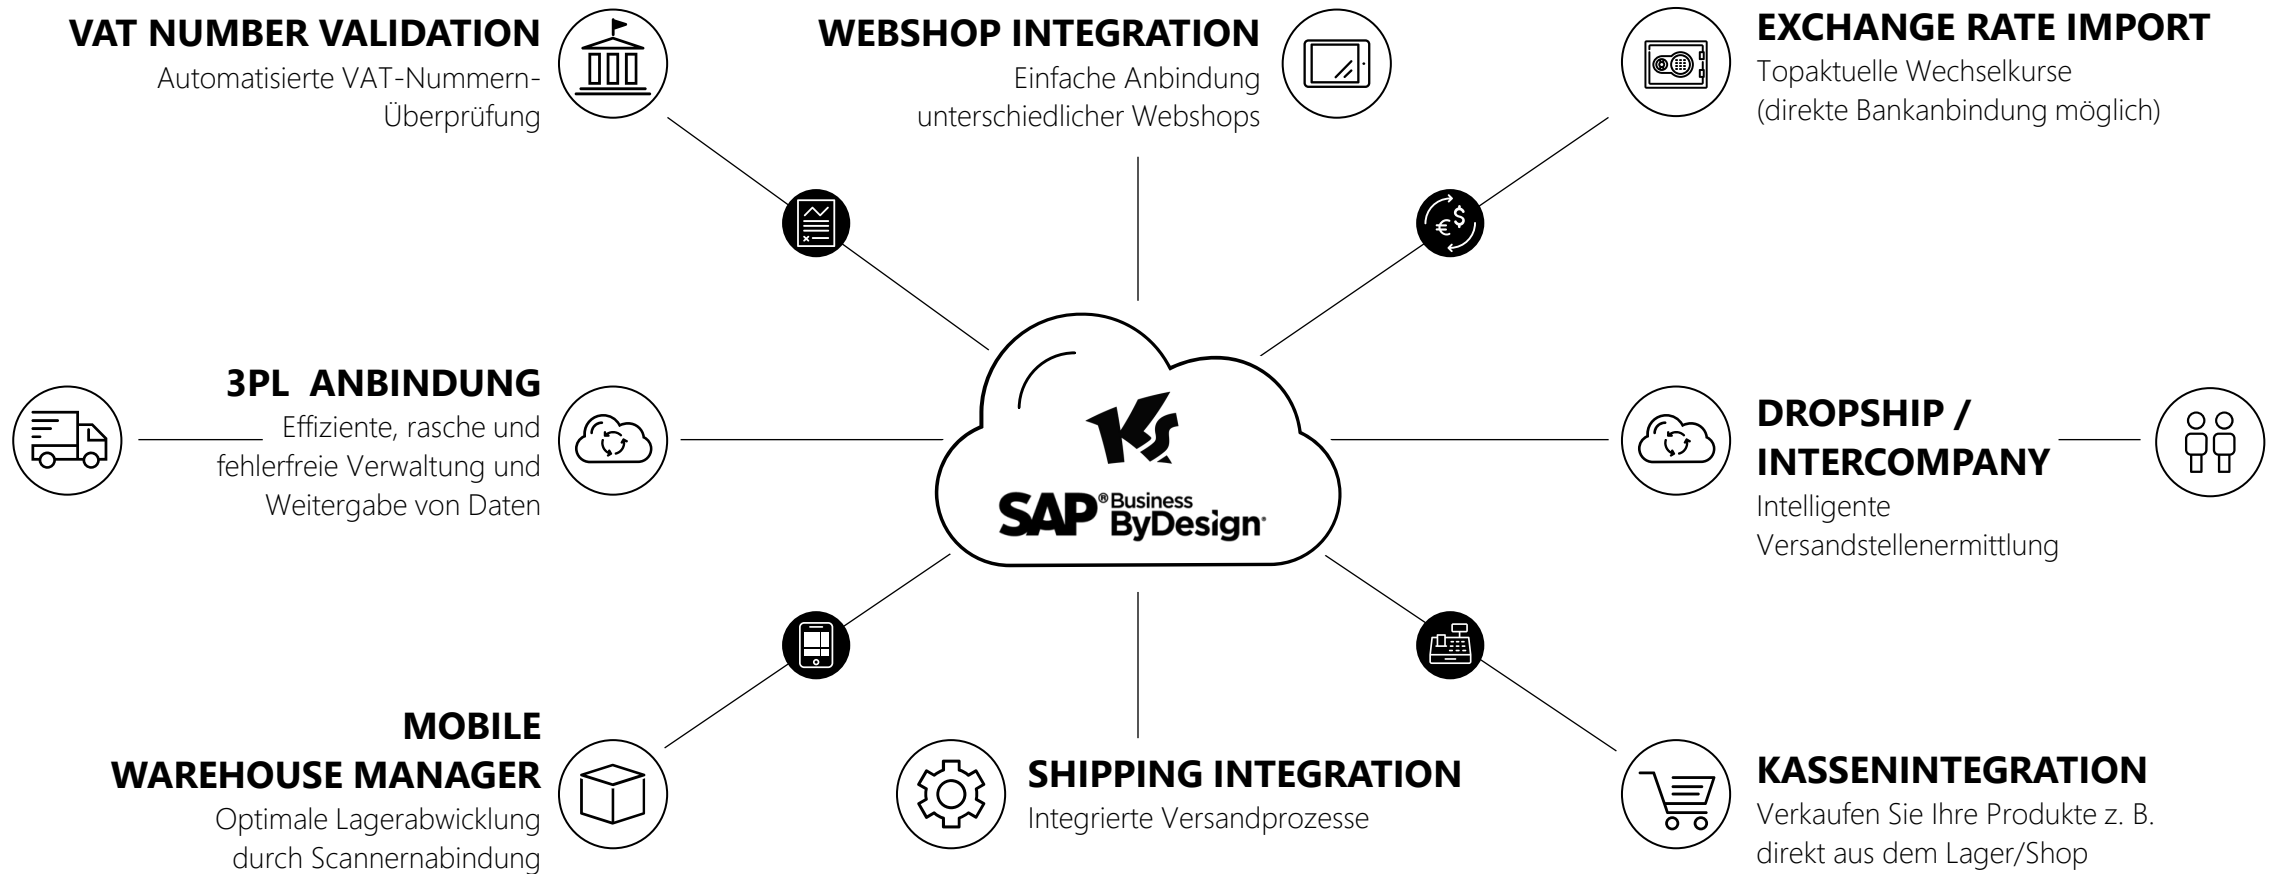 VAT NUMBER VALIDATION
Automatisierte VAT-Nummern-
Überprüfung
WEBSHOP INTEGRATION
Einfache Anbindung
unterschiedlicher Webshops
EXCHANGE RATE IMPORT
Topaktuelle Wechselkurse
(direkte Bankanbindung möglich)
€ $
3PL ANBINDUNG
Effiziente, rasche und
fehlerfreie Verwaltung und
Weitergabe von Daten
KS
SAP® Business
ByDesign
DROPSHIP /
INTERCOMPANY
Intelligente
Versandstellenermittlung
MOBILE
WAREHOUSE MANAGER
Optimale Lagerabwicklung
durch Scannernabindung
SHIPPING INTEGRATION
Integrierte Versandprozesse
KASSENINTEGRATION
Verkaufen Sie Ihre Produkte z. B.
direkt aus dem Lager/Shop